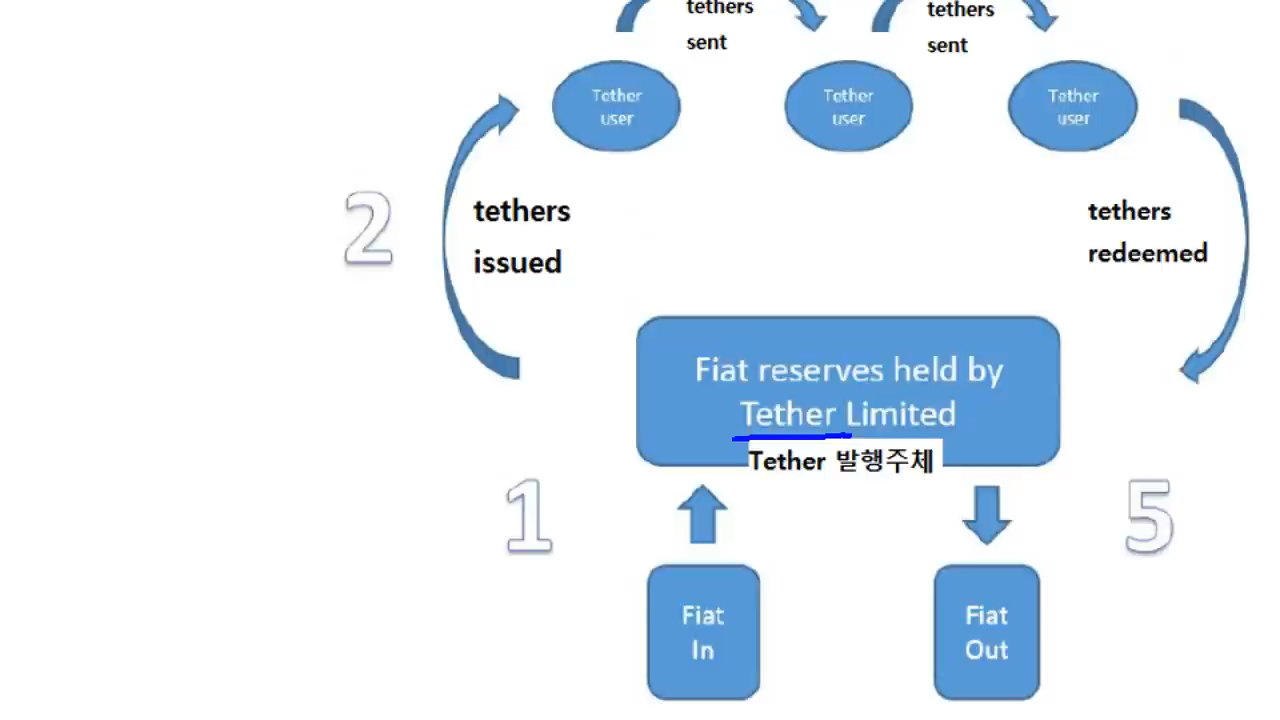 tethers
sent
tethers
sent
Tether
user
Tether
user
Tether
user
2
tethers
issued
tethers
redeemed
Fiat reserves held by
Tether Limited
Tether 발행주체
1
5
Fiat
In
Fiat
Out